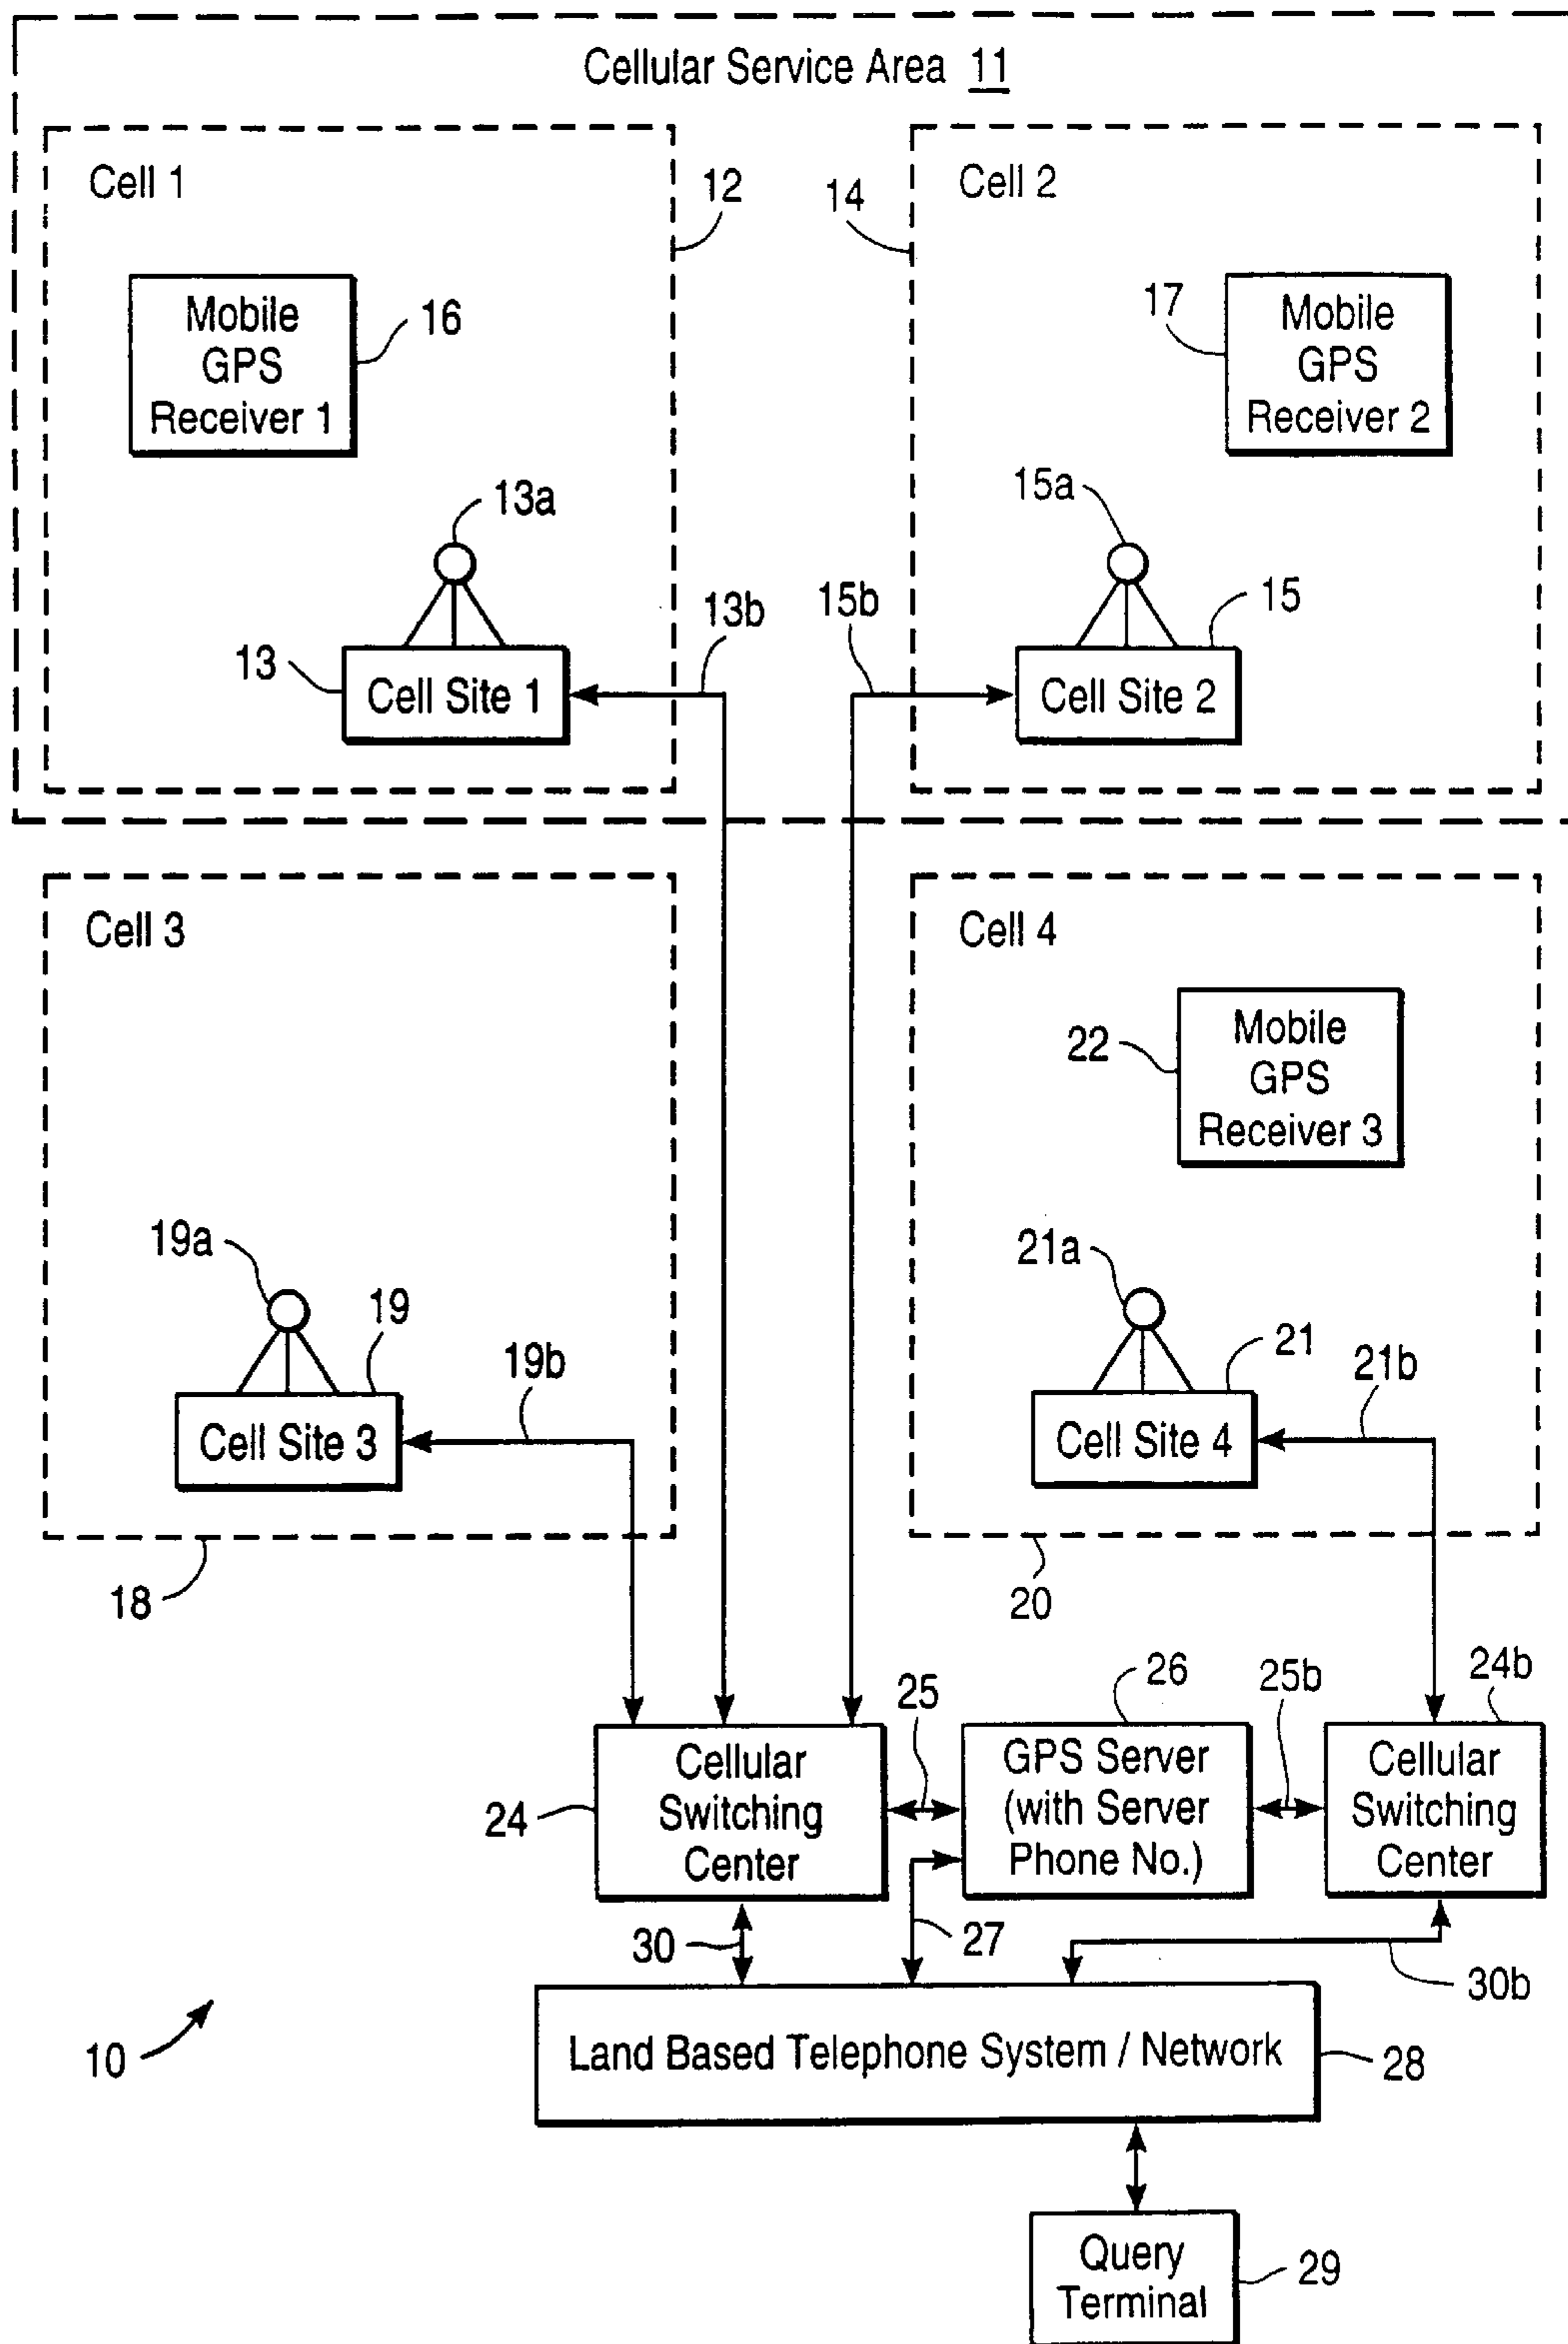 Cellular Service Area 11
Cell 1
12
14
Cell 2
Mobile
GPS
Receiver 1
16
17
Mobile
GPS
Receiver 2
13a
15a
13b
15b
15
13
Cell Site 1
Cell Site 2
Cell 3
Cell 4
22
Mobile
GPS
Receiver 3
19a
21a
19
19b
21
21b
Cell Site 3
Cell Site 4
18
20
25
26
25b
24b
24
Cellular
Switching
Center
GPS Server
(with Server
Phone No.)
Cellular
Switching
Center
30
27
30b
10
Land Based Telephone System / Network
28
Query
Terminal
29